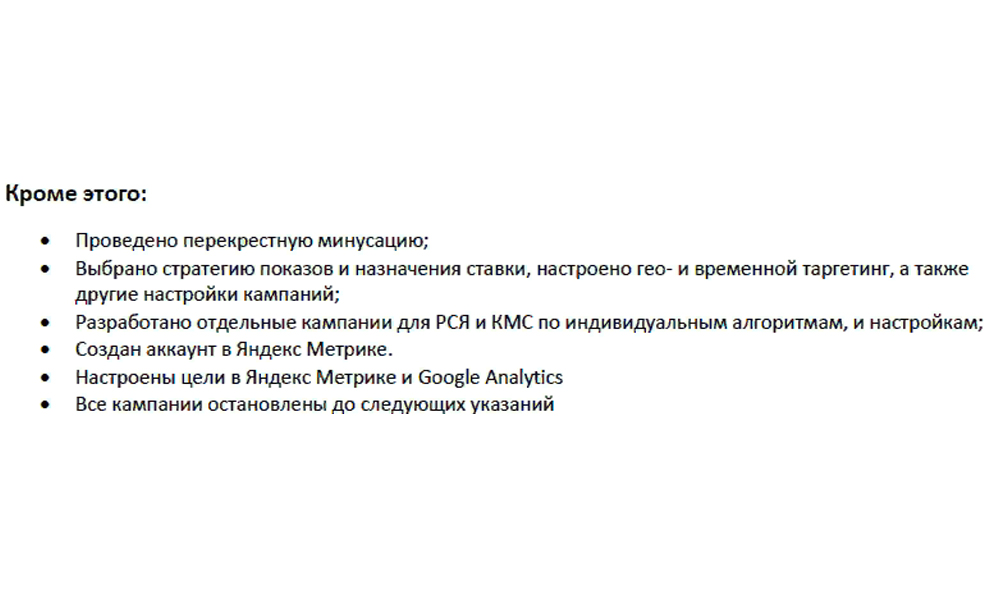 Кроме этого:
• Проведено перекрестную минусацию;
• Выбрано стратегию показов и назначения ставки, настроено гео- и временной таргетинг, а также
другие настройки кампаний;
• Разработано отдельные кампании для РСЯ и КМС по индивидуальным алгоритмам, и настройкам;
• Создан аккаунт в Яндекс Метрике.
• Настроены цели в Яндекс Метрике и Google Analytics
• Все кампании остановлены до следующих указаний